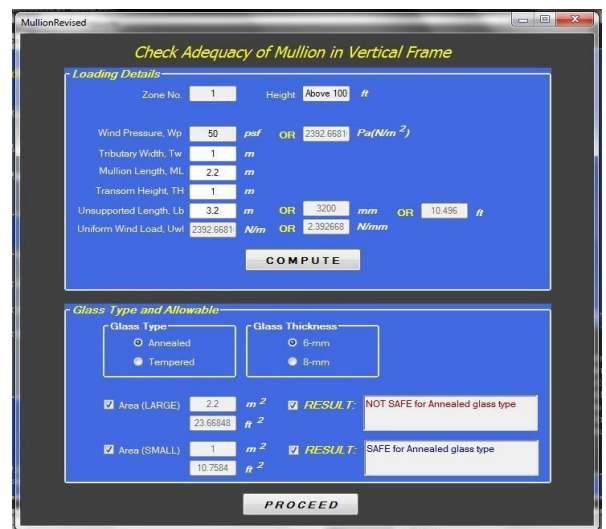 MullionRevised
Check Adequacy of Mullion in Vertical Frame
Loading Details
Zone No. 1 Height Above 100 ft
Wind Pressure, Wp 50 psf OR 2392.6681 Pa(N/m 2)
Tributary Width, Tw 1 m
Mullion Length, ML 2.2 m
Transom Height, TH 1 m
Unsupported Length, Lb 3.2 m OR 3200 mm OR 10.496 ft
Uniform Wind Load, Uwl 2392.6681 N/m OR 2.392668 N/mm
COMPUTE
Glass Type and Allowable
Glass Type Glass Thickness
Annealed 6-mm
Tempered 8-mm
Area (LARGE) 2.2 m 2 RESULT: NOT SAFE for Annealed glass type
23.66848 ft 2
Area (SMALL) 1 m 2 RESULT: SAFE for Annealed glass type
10.7584 ft 2
PROCEED